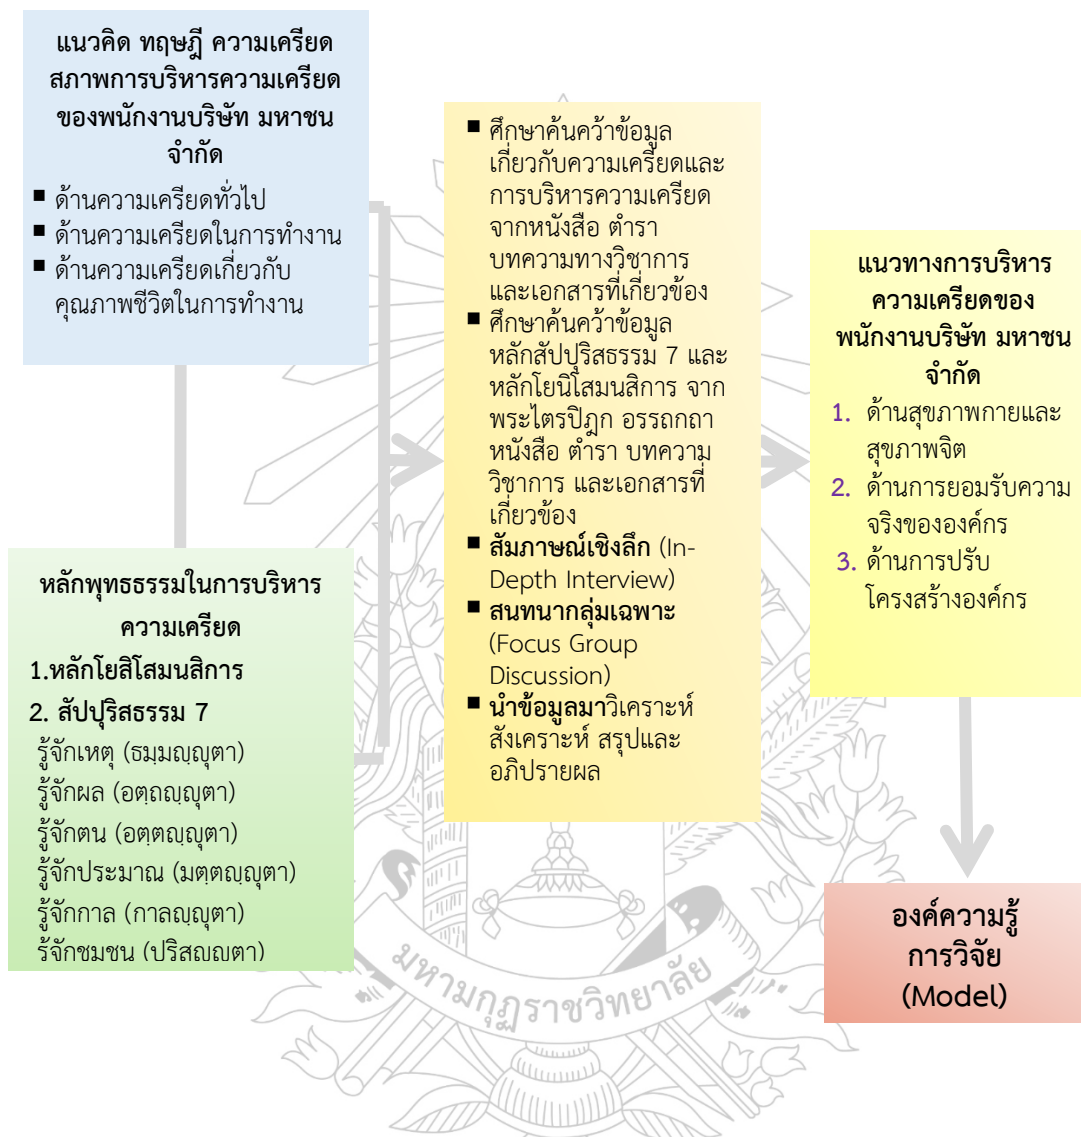 แนวคิด ทฤษฎี ความเครียด
สภาพการบริหารความเครียด
ของพนักงานบริษัท มหาชน
จำกัด
▪ ด้านความเครียดทั่วไป
▪ ด้านความเครียดในการทำงาน
▪ ด้านความเครียดเกี่ยวกับ
คุณภาพชีวิตในการทำงาน
หลักพุทธธรรมในการบริหาร
ความเครียด
1.หลักโยสิโสมนสิการ
2. สัปปุริสธรรม 7
รู้จักเหตุ (ธมฺมญฺญุตา)
รู้จักผล (อตฺถญฺญุตา)
รู้จักตน (อตฺตญฺญุตา)
รู้จักประมาณ (มตฺตญฺญุตา)
รู้จักกาล (กาลญฺญุตา)
รู้จักชุมชน (ปริสญฺญุตา)
▪ ศึกษาค้นคว้าข้อมูล
เกี่ยวกับความเครียดและ
การบริหารความเครียด
จากหนังสือ ตำรา
บทความทางวิชาการ
และเอกสารที่เกี่ยวข้อง
▪ ศึกษาค้นคว้าข้อมูล
หลักสัปปุริสธรรม 7 และ
หลักโยนิโสมนสิการ จาก
พระไตรปิฎก อรรถกถา
หนังสือ ตำรา บทความ
วิชาการ และเอกสารที่
เกี่ยวข้อง
▪ สัมภาษณ์เชิงลึก (In-
Depth Interview)
▪ สนทนากลุ่มเฉพาะ
(Focus Group
Discussion)
▪ นำข้อมูลมาวิเคราะห์
สังเคราะห์ สรุปและ
อภิปรายผล
แนวทางการบริหาร
ความเครียดของ
พนักงานบริษัท มหาชน
จำกัด
1. ด้านสุขภาพกายและ
สุขภาพจิต
2. ด้านการยอมรับความ
จริงขององค์กร
3. ด้านการปรับ
โครงสร้างองค์กร
องค์ความรู้
การวิจัย
(Model)
มหามกุฏราชวิทยาลัย